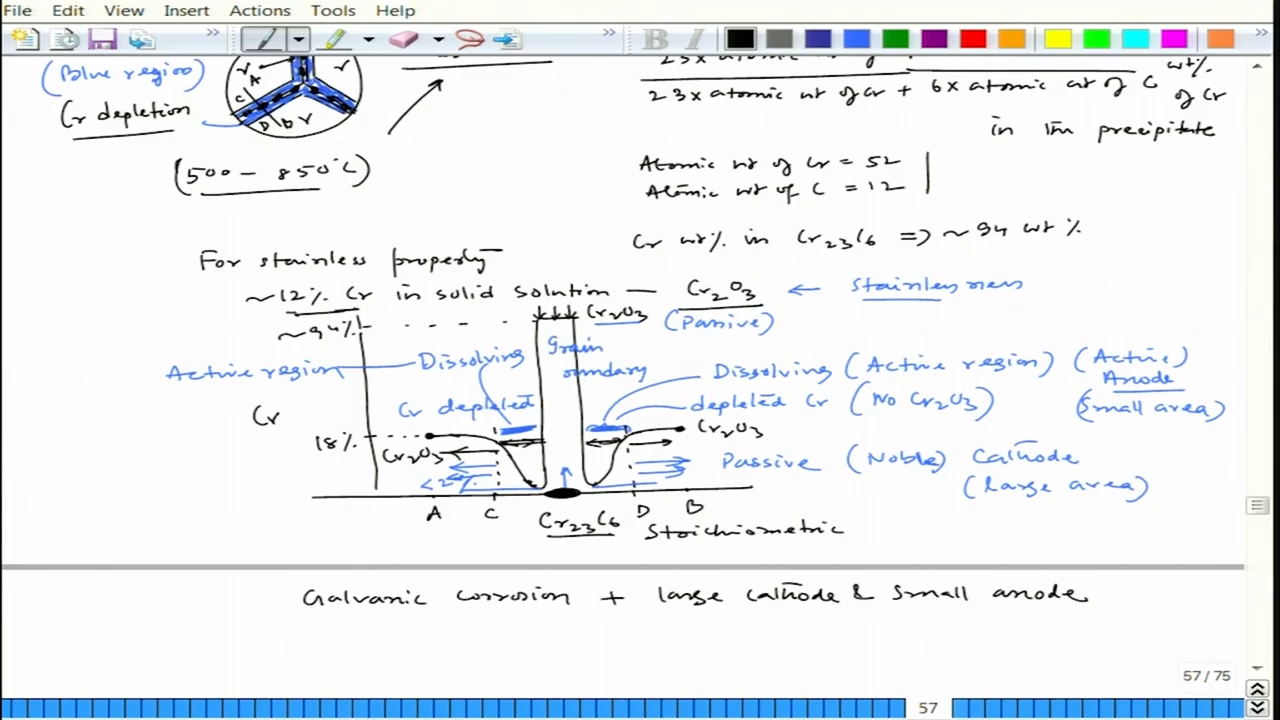 File Edit View Insert Actions Tools Help
(Blue region)
Cr depletion
A
r
r
C
D
B
r
(500 - 850°C)
23x atomic wt of Cr + 6x atomic wt of C
wt%
of Cr
in the precipitate
Atomic wt of Cr = 52
Atomic wt of C = 12
Cr wt% in Cr23C6 => ~94 wt%
For stainless property
~12% Cr in solid solution — Cr2O3 ← Stainlessness
~94%
Cr2O3 (Passive)
Active region
Dissolving
Grain
boundary
Dissolving (Active region) (Active)
Anode
Cr
Cr depleted
depleted Cr (No Cr2O3) (Small area)
18%
Cr2O3
Cr2O3
Passive (Noble) Cathode
(large area)
A C Cr23C6 D B
Stoichiometric
Galvanic corrosion + large cathode & small anode
57 / 75
57